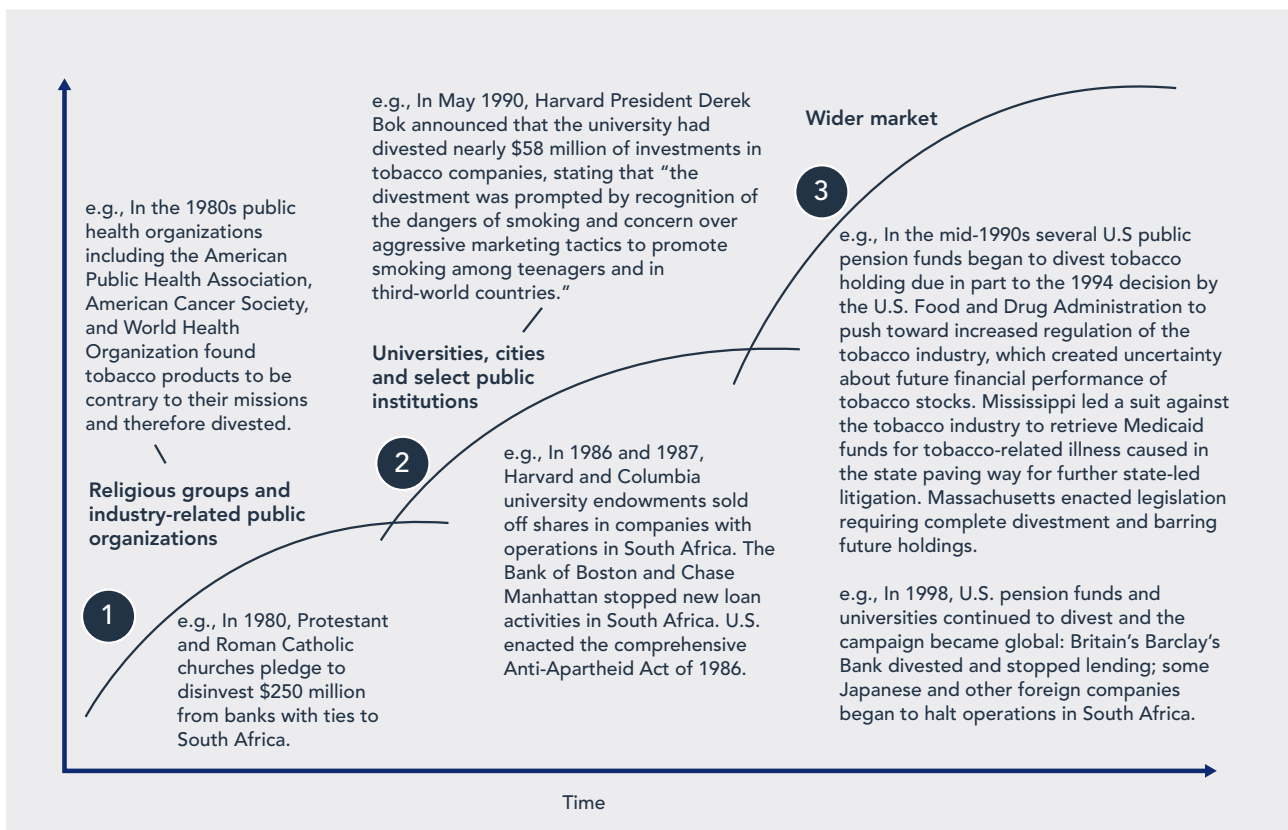 e.g., In the 1980s public
health organizations
including the American
Public Health Association,
American Cancer Society,
and World Health
Organization found
tobacco products to be
contrary to their missions
and therefore divested.
Religious groups and
industry-related public
organizations
1
e.g., In 1980, Protestant
and Roman Catholic
churches pledge to
disinvest $250 million
from banks with ties to
South Africa.
e.g., In May 1990, Harvard President Derek
Bok announced that the university had
divested nearly $58 million of investments in
tobacco companies, stating that “the
divestment was prompted by recognition of
the dangers of smoking and concern over
aggressive marketing tactics to promote
smoking among teenagers and in
third-world countries.”
Universities, cities
and select public
institutions
2
e.g., In 1986 and 1987,
Harvard and Columbia
university endowments sold
off shares in companies with
operations in South Africa. The
Bank of Boston and Chase
Manhattan stopped new loan
activities in South Africa. U.S.
enacted the comprehensive
Anti-Apartheid Act of 1986.
Wider market
3
e.g., In the mid-1990s several U.S public
pension funds began to divest tobacco
holding due in part to the 1994 decision by
the U.S. Food and Drug Administration to
push toward increased regulation of the
tobacco industry, which created uncertainty
about future financial performance of
tobacco stocks. Mississippi led a suit against
the tobacco industry to retrieve Medicaid
funds for tobacco-related illness caused in
the state paving way for further state-led
litigation. Massachusetts enacted legislation
requiring complete divestment and barring
future holdings.
e.g., In 1998, U.S. pension funds and
universities continued to divest and the
campaign became global: Britain’s Barclay’s
Bank divested and stopped lending; some
Japanese and other foreign companies
began to halt operations in South Africa.
Time